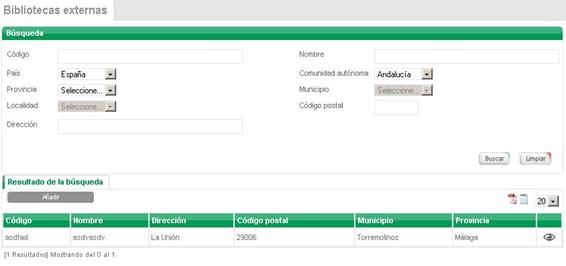 Bibliotecas externas
Búsqueda
Código
Nombre
País España
Comunidad autónoma Andalucía
Provincia Seleccione...
Municipio Seleccione...
Localidad Seleccione...
Código postal
Dirección
Buscar Limpiar
Resultado de la búsqueda
Añadir 20
Código Nombre Dirección Código postal Municipio Provincia
asdfad asdvasdv La Unión 29006 Torremolinos Málaga
[1 Resultados] Mostrando del 0 al 1